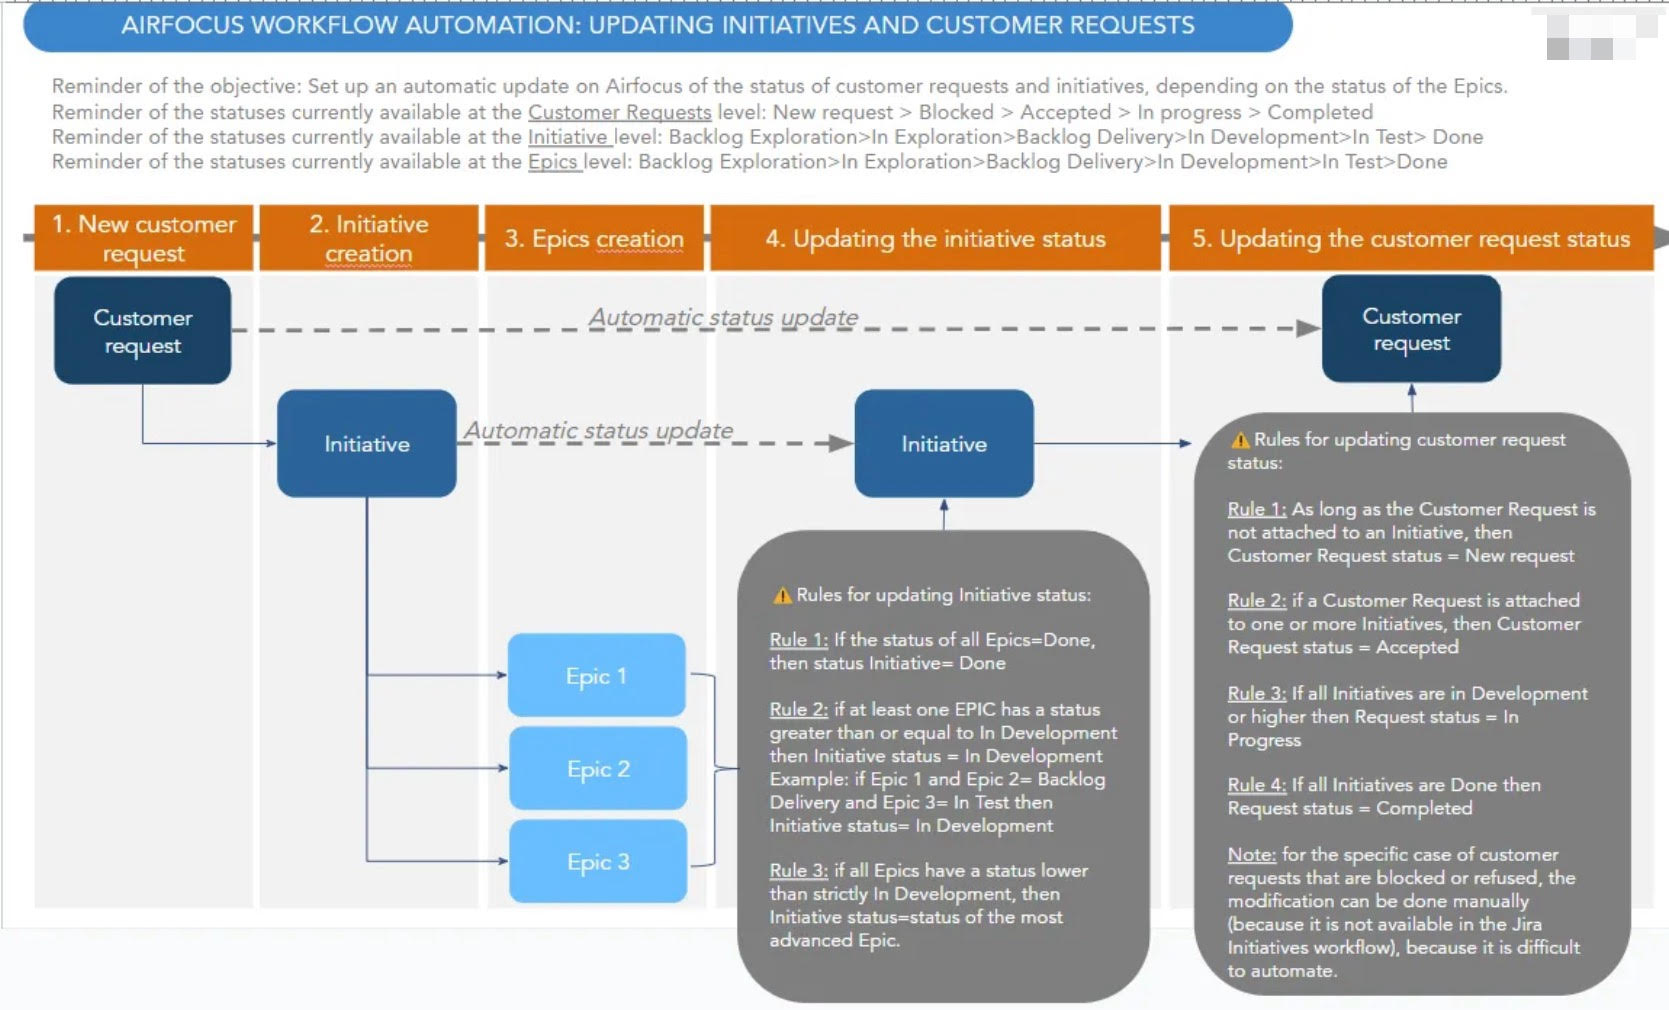 AIRFOCUS WORKFLOW AUTOMATION: UPDATING INITIATIVES AND CUSTOMER REQUESTS
Reminder of the objective: Set up an automatic update on Airfocus of the status of customer requests and initiatives, depending on the status of the Epics.
Reminder of the statuses currently available at the Customer Requests level: New request > Blocked > Accepted > In progress > Completed
Reminder of the statuses currently available at the Initiative level: Backlog Exploration>In Exploration>Backlog Delivery>In Development>In Test> Done
Reminder of the statuses currently available at the Epics level: Backlog Exploration>In Exploration>Backlog Delivery>In Development>In Test>Done
1. New customer
request
2. Initiative
creation
3. Epics creation
4. Updating the initiative status
5. Updating the customer request status
Customer
request
Automatic status update
Customer
request
Initiative
Automatic status update
Initiative
Epic 1
Epic 2
Epic 3
⚠ Rules for updating Initiative status:
Rule 1: If the status of all Epics=Done,
then status Initiative= Done
Rule 2: if at least one EPIC has a status
greater than or equal to In Development
then Initiative status = In Development
Example: if Epic 1 and Epic 2= Backlog
Delivery and Epic 3= In Test then
Initiative status= In Development
Rule 3: if all Epics have a status lower
than strictly In Development, then
Initiative status=status of the most
advanced Epic.
⚠ Rules for updating customer request
status:
Rule 1: As long as the Customer Request is
not attached to an Initiative, then
Customer Request status = New request
Rule 2: if a Customer Request is attached
to one or more Initiatives, then Customer
Request status = Accepted
Rule 3: If all Initiatives are in Development
or higher then Request status = In
Progress
Rule 4: If all Initiatives are Done then
Request status = Completed
Note: for the specific case of customer
requests that are blocked or refused, the
modification can be done manually
(because it is not available in the Jira
Initiatives workflow), because it is difficult
to automate.